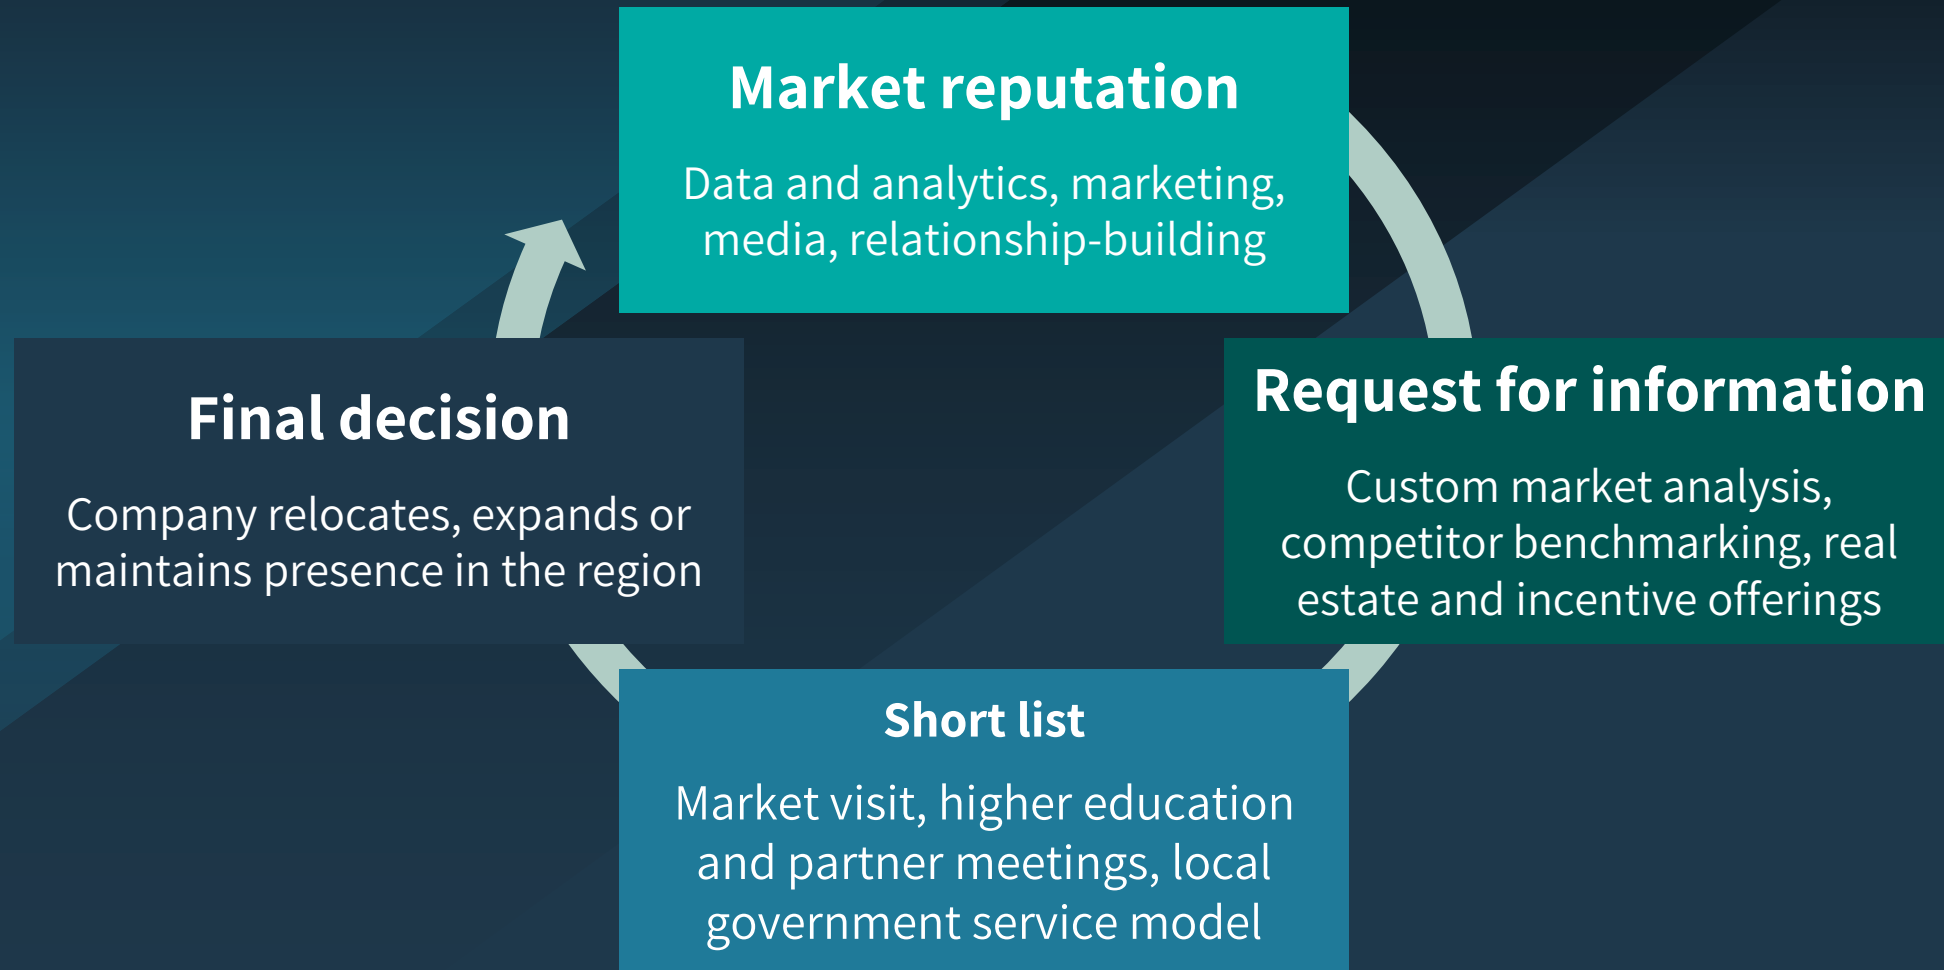 Market reputation
Data and analytics, marketing,
media, relationship-building
Request for information
Custom market analysis,
competitor benchmarking, real
estate and incentive offerings
Short list
Market visit, higher education
and partner meetings, local
government service model
Final decision
Company relocates, expands or
maintains presence in the region